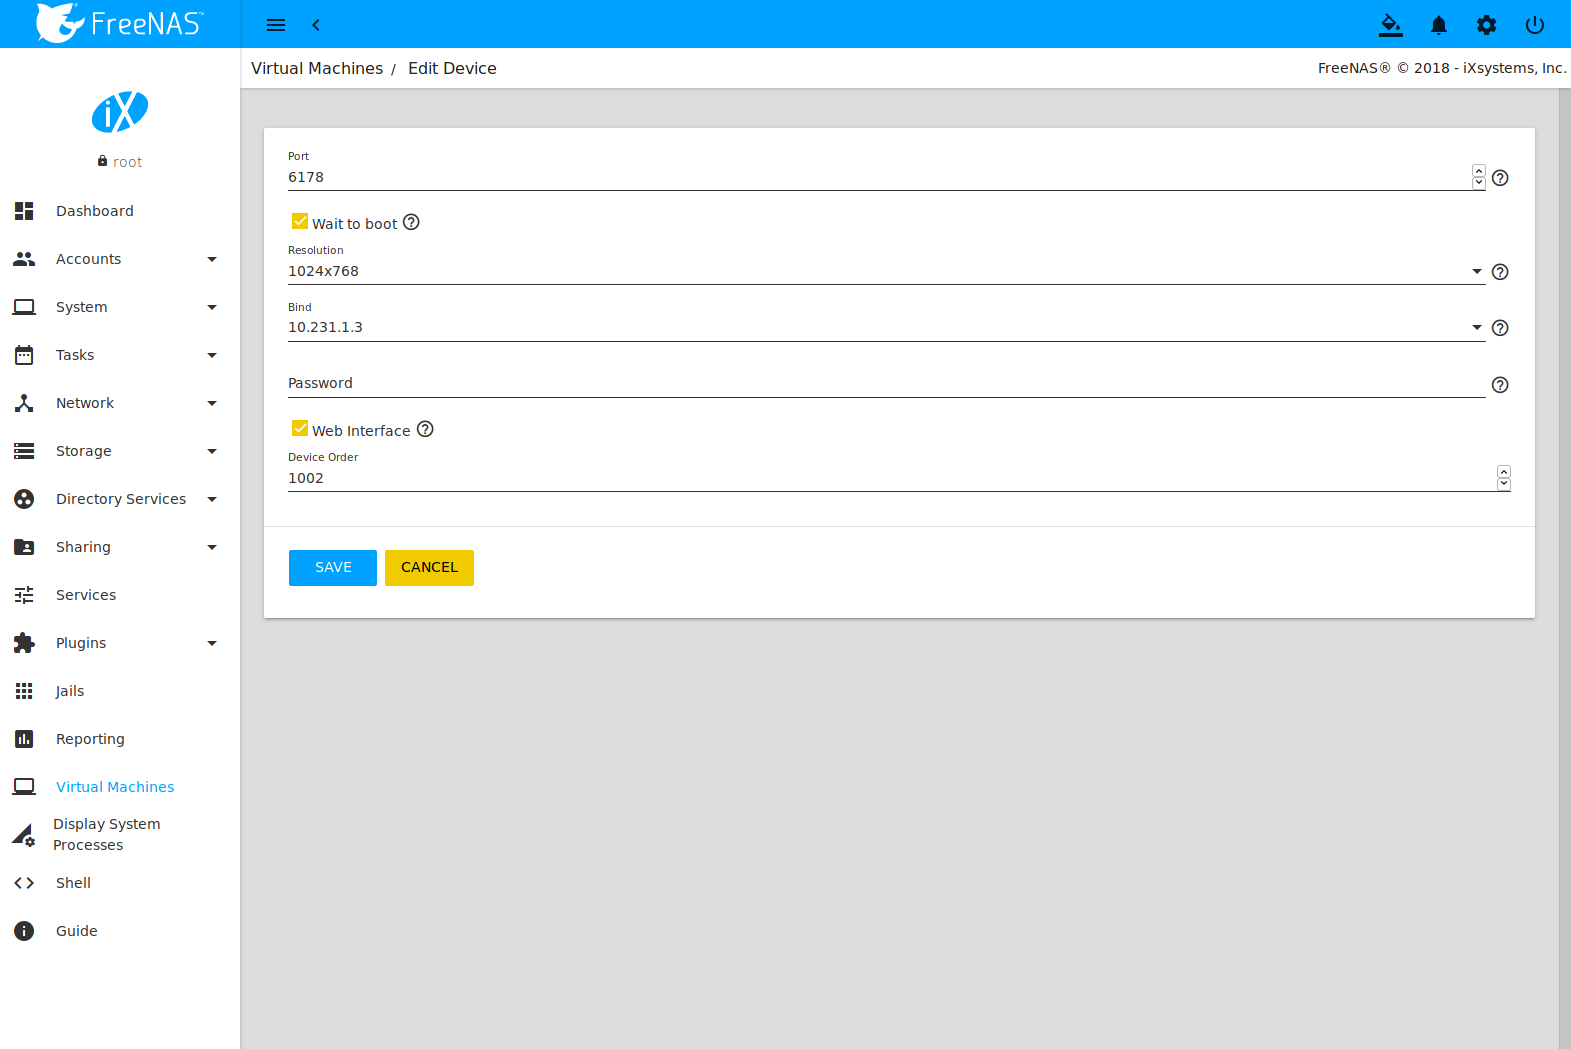 FreeNAS™
Virtual Machines / Edit Device
FreeNAS® © 2018 - iXsystems, Inc.
iX
root
Dashboard
Accounts
System
Tasks
Network
Storage
Directory Services
Sharing
Services
Plugins
Jails
Reporting
Virtual Machines
Display System
Processes
Shell
Guide
Port
6178
Wait to boot
Resolution
1024x768
Bind
10.231.1.3
Password
Web Interface
Device Order
1002
SAVE
CANCEL